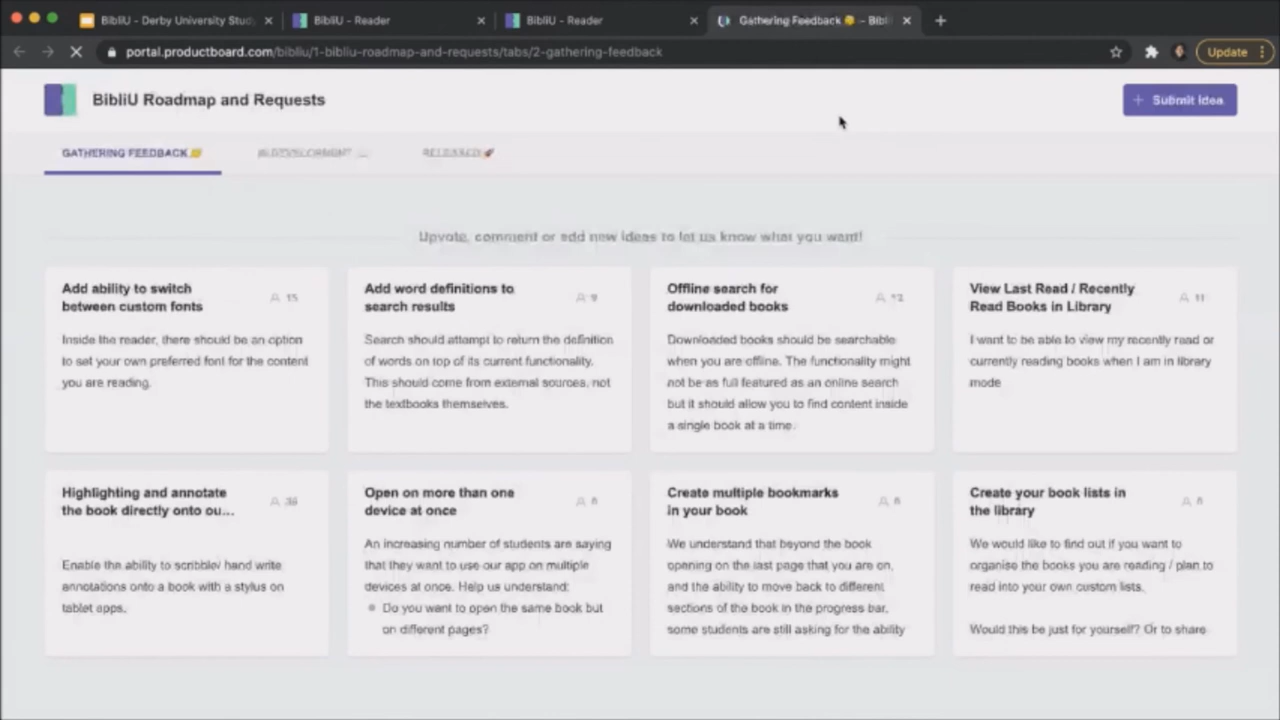 BibliU - Derby University Stud
BibliU - Reader
BibliU - Reader
Gathering Feedback – Bibl
portal.productboard.com/bibliu/1-bibliu-roadmap-and-requests/tabs/2-gathering-feedback
Update
BibliU Roadmap and Requests
+ Submit Idea
GATHERING FEEDBACK
IN DEVELOPMENT
RELEASED
Upvote, comment or add new ideas to let us know what you want!
Add ability to switch
between custom fonts
15
Inside the reader, there should be an option
to set your own preferred font for the content
you are reading.
Add word definitions to
search results
9
Search should attempt to return the definition
of words on top of its current functionality.
This should come from external sources, not
the textbooks themselves.
Offline search for
downloaded books
12
Downloaded books should be searchable
when you are offline. The functionality might
not be as full featured as an online search
but it should allow you to find content inside
a single book at a time.
View Last Read / Recently
Read Books in Library
11
I want to be able to view my recently read or
currently reading books when I am in library
mode
Highlighting and annotate
the book directly onto ou...
Enable the ability to scribble/ hand write
annotations onto a book with a stylus on
tablet apps.
Open on more than one
device at once
An increasing number of students are saying
that they want to use our app on multiple
devices at once. Help us understand:
Do you want to open the same book but
on different pages?
Create multiple bookmarks
in your book
We understand that beyond the book
opening on the last page that you are on,
and the ability to move back to different
sections of the book in the progress bar,
some students are still asking for the ability
Create your book lists in
the library
We would like to find out if you want to
organise the books you are reading / plan to
read into your own custom lists.
Would this be just for yourself? Or to share